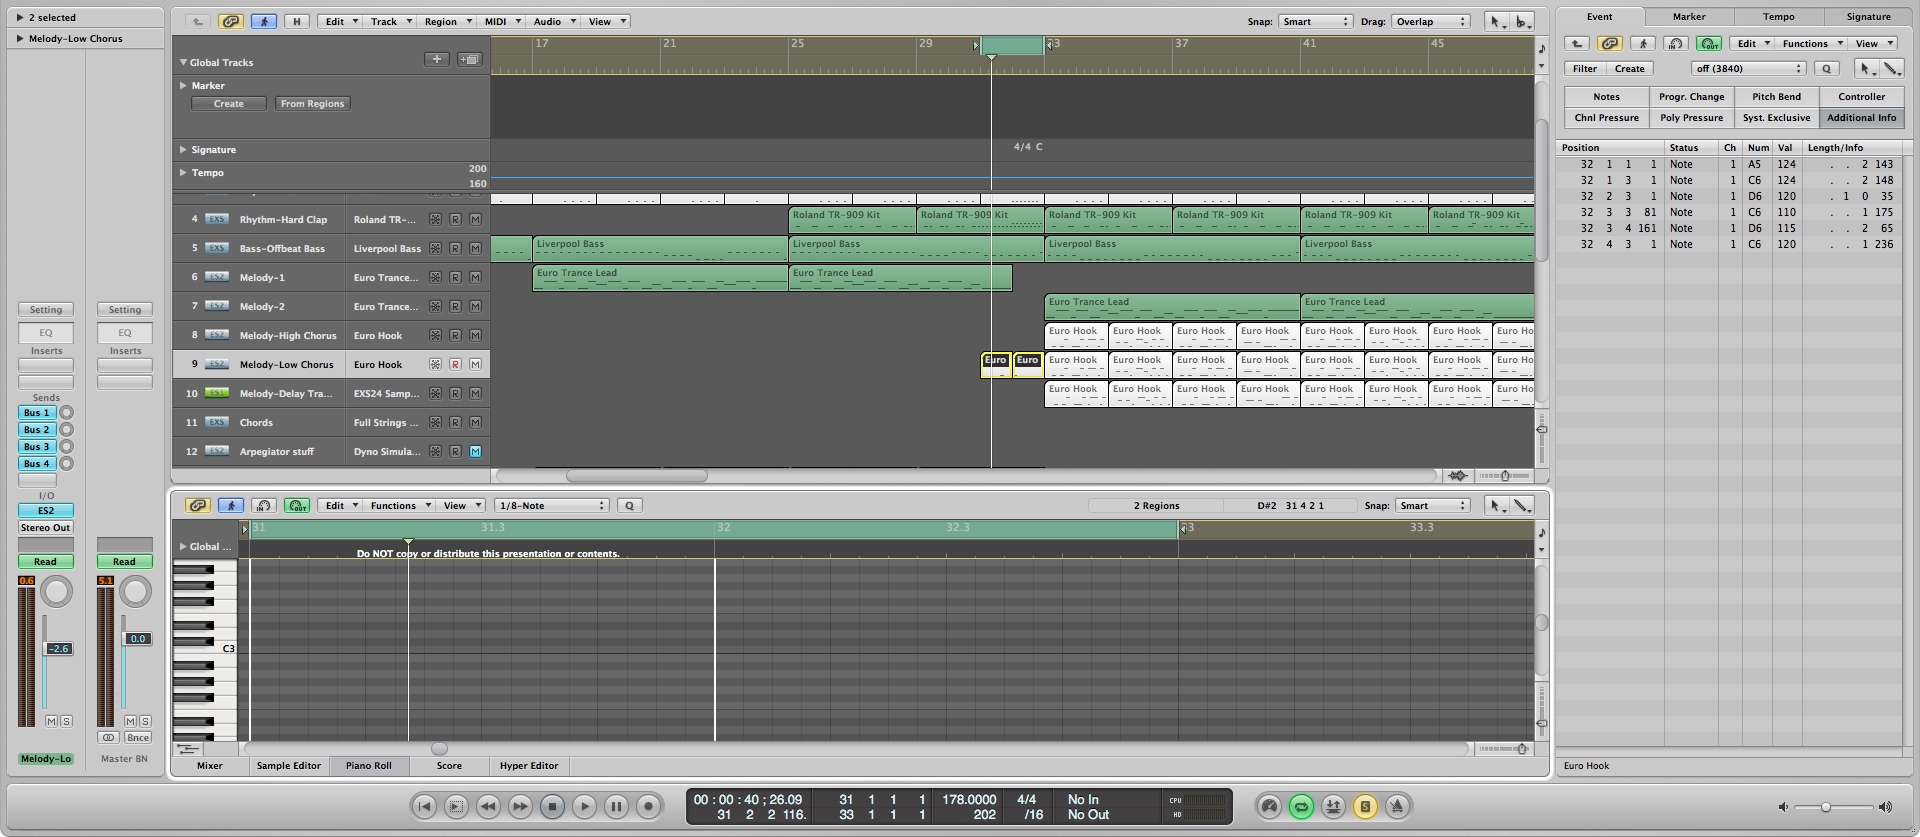 2 selected
Melody-Low Chorus
Setting
Setting
EQ
EQ
Inserts
Inserts
Sends
Bus 1
Bus 2
Bus 3
Bus 4
I/O
ES2
Stereo Out
Read
Read
0.6
5.1
-2.6
0.0
M S
M S
Bnce
Melody-Lo
Master BN
H
Edit Track Region MIDI Audio View
Snap: Smart Drag: Overlap
17 21 25 29 33 37 41 45
Global Tracks
Marker
Create From Regions
Signature
4/4 C
Tempo
200
160
4 EXS Rhythm-Hard Clap Roland TR-... R M
Roland TR-909 Kit Roland TR-909 Kit Roland TR-909 Kit Roland TR-909 Kit Roland TR-909 Kit Roland TR-909 Kit
5 EXS Bass-Offbeat Bass Liverpool Bass R M
Liverpool Bass Liverpool Bass Liverpool Bass Liverpool Bass
6 ES2 Melody-1 Euro Trance... R M
Euro Trance Lead Euro Trance Lead
7 ES2 Melody-2 Euro Trance... R M
Euro Trance Lead Euro Trance Lead
8 ES2 Melody-High Chorus Euro Hook R M
Euro Hook Euro Hook Euro Hook Euro Hook Euro Hook Euro Hook Euro Hook Euro Ho
9 ES2 Melody-Low Chorus Euro Hook R M
Euro Euro Euro Hook Euro Hook Euro Hook Euro Hook Euro Hook Euro Hook Euro Hook Euro Ho
10 Melody-Delay Tra... EXS24 Samp... R M
Euro Hook Euro Hook Euro Hook Euro Hook Euro Hook Euro Hook Euro Hook Euro Ho
11 EXS Chords Full Strings ... R M
12 ES2 Arpegiator stuff Dyno Simula... R M
OUT
Edit Functions View
1/8-Note
Q
2 Regions
D#2 31 4 2 1
Snap: Smart
31 31.3 32 32.3 33 33.3
Global ...
Do NOT copy or distribute this presentation or contents.
C3
Mixer Sample Editor Piano Roll Score Hyper Editor
Event Marker Tempo Signature
IN OUT
Edit Functions View
Filter Create
off (3840)
Q
Notes Progr. Change Pitch Bend Controller
Chnl Pressure Poly Pressure Syst. Exclusive Additional Info
Position Status Ch Num Val Length/Info
32 1 1 1 Note 1 A5 124 . . 2 143
32 1 3 1 Note 1 C6 124 . . 2 148
32 2 3 1 Note 1 D6 120 . 1 0 35
32 3 3 81 Note 1 C6 110 . . 1 175
32 3 4 161 Note 1 D6 115 . . 2 65
32 4 3 1 Note 1 C6 120 . . 1 236
Euro Hook
00 : 00 : 40 ; 26.09 31 1 1 1 178.0000 4/4 No In CPU
31 2 2 116. 33 1 1 1 202 /16 No Out HD
S